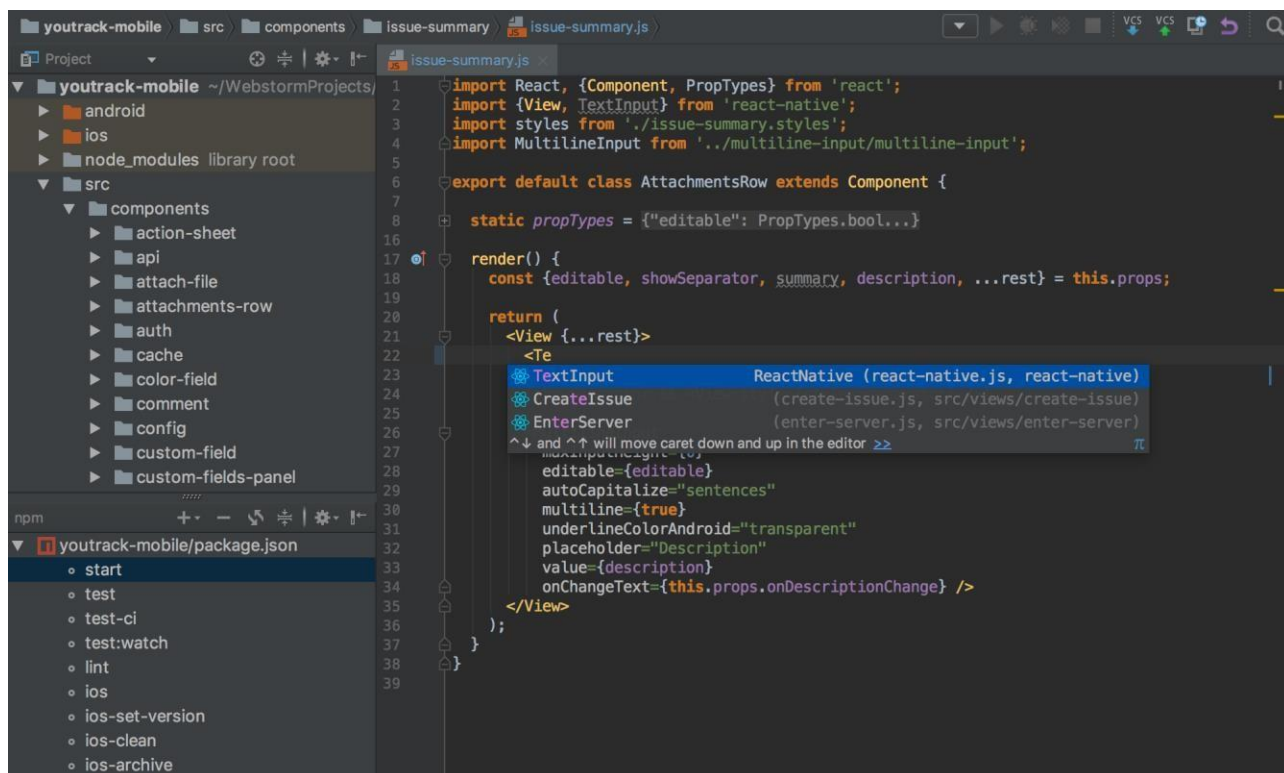 youtrack-mobile src components issue-summary issue-summary.js
VCS VCS
Project
issue-summary.js
youtrack-mobile ~/WebstormProjects/
android
ios
node_modules library root
src
components
action-sheet
api
attach-file
attachments-row
auth
cache
color-field
comment
config
custom-field
custom-fields-panel
npm
youtrack-mobile/package.json
start
test
test-ci
test:watch
lint
ios
ios-set-version
ios-clean
ios-archive
1 import React, {Component, PropTypes} from 'react';
2 import {View, TextInput} from 'react-native';
3 import styles from './issue-summary.styles';
4 import MultilineInput from '../multiline-input/multiline-input';
5
6 export default class AttachmentsRow extends Component {
7
8 static propTypes = {"editable": PropTypes.bool...}
16
17 render() {
18 const {editable, showSeparator, summary, description, ...rest} = this.props;
19
20 return (
21 <View {...rest}>
22 <Te
23 TextInput ReactNative (react-native.js, react-native)
24 CreateIssue (create-issue.js, src/views/create-issue)
25 EnterServer (enter-server.js, src/views/enter-server)
26 ^↓ and ^↑ will move caret down and up in the editor >> π
27
28 editable={editable}
29 autoCapitalize="sentences"
30 multiline={true}
31 underlineColorAndroid="transparent"
32 placeholder="Description"
33 value={description}
34 onChangeText={this.props.onDescriptionChange} />
35 </View>
36 );
37 }
38 }
39